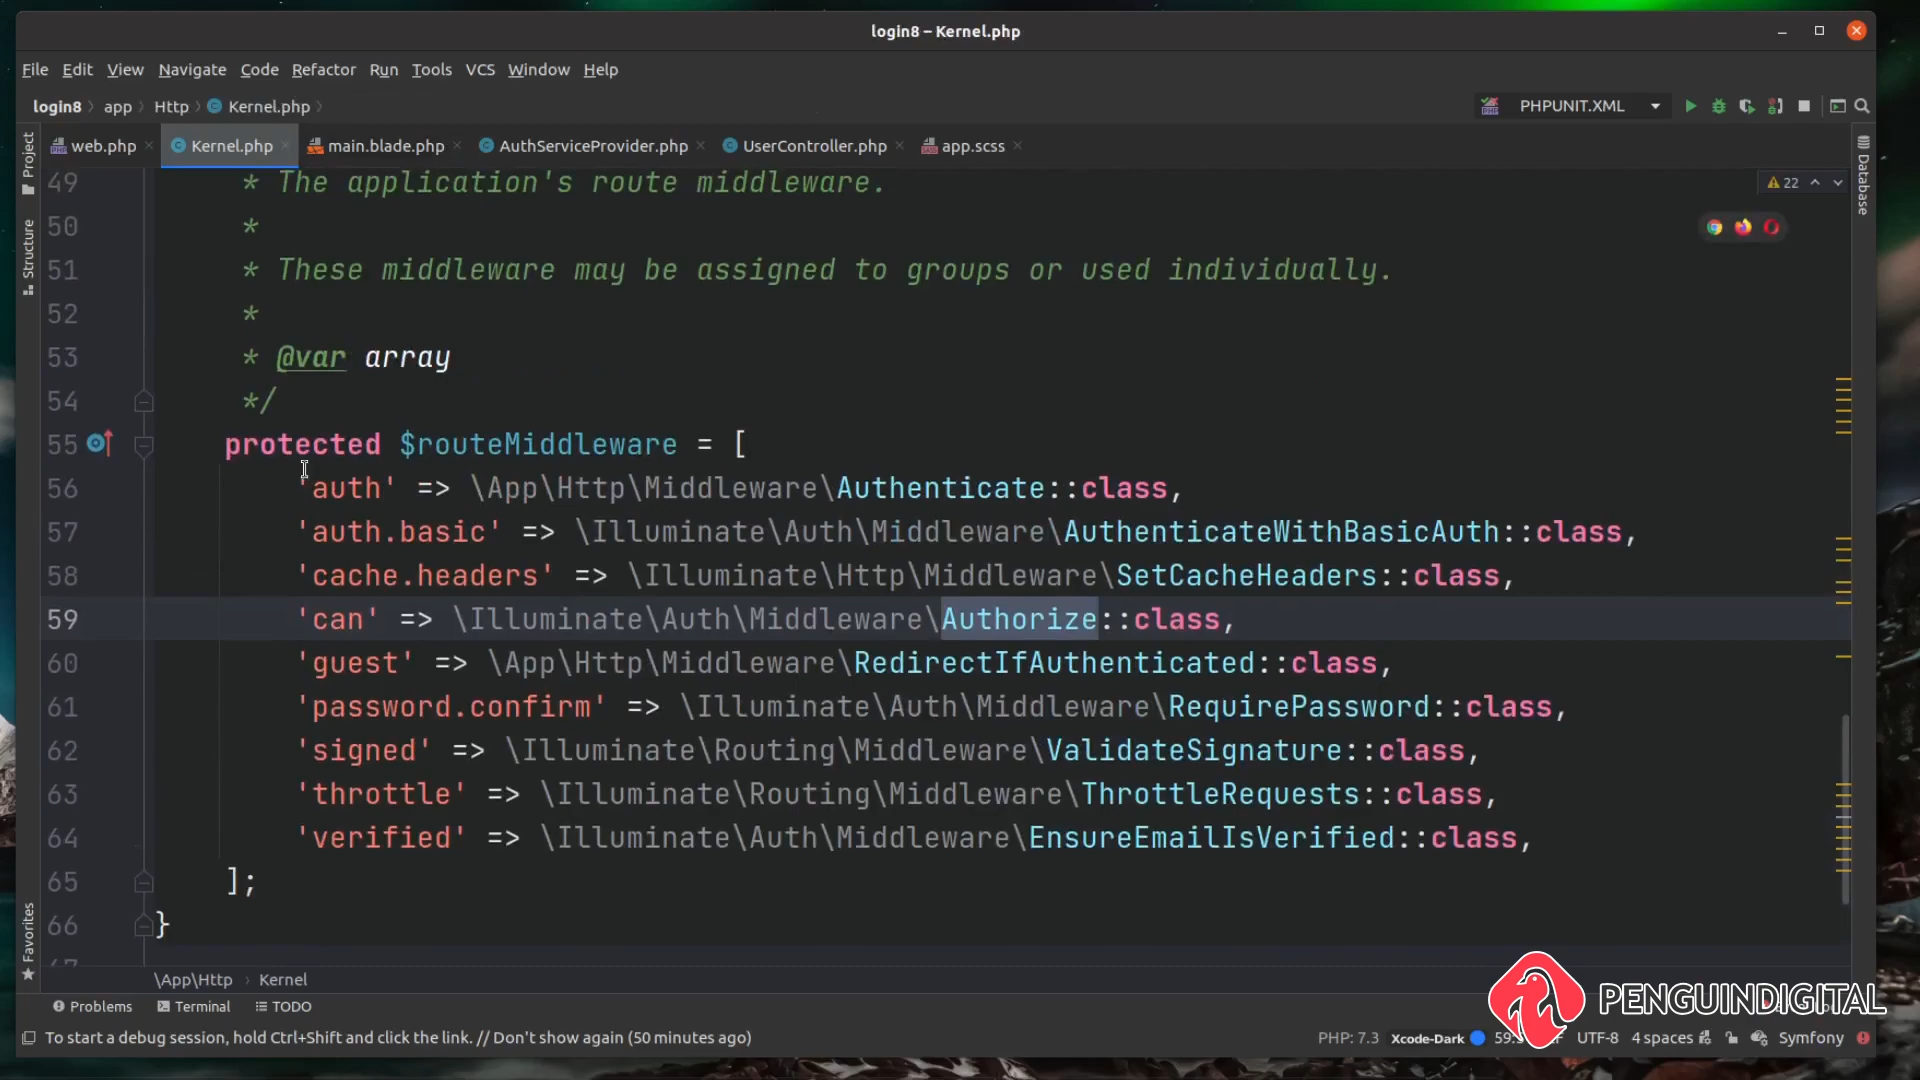 login8 – Kernel.php
File Edit View Navigate Code Refactor Run Tools VCS Window Help
login8 app Http Kernel.php PHPUNIT.XML
web.php Kernel.php main.blade.php AuthServiceProvider.php UserController.php app.scss
Project
Structure
Favorites
Database
22
49 * The application's route middleware.
50 *
51 * These middleware may be assigned to groups or used individually.
52 *
53 * @var array
54 */
55 protected $routeMiddleware = [
56 'auth' => \App\Http\Middleware\Authenticate::class,
57 'auth.basic' => \Illuminate\Auth\Middleware\AuthenticateWithBasicAuth::class,
58 'cache.headers' => \Illuminate\Http\Middleware\SetCacheHeaders::class,
59 'can' => \Illuminate\Auth\Middleware\Authorize::class,
60 'guest' => \App\Http\Middleware\RedirectIfAuthenticated::class,
61 'password.confirm' => \Illuminate\Auth\Middleware\RequirePassword::class,
62 'signed' => \Illuminate\Routing\Middleware\ValidateSignature::class,
63 'throttle' => \Illuminate\Routing\Middleware\ThrottleRequests::class,
64 'verified' => \Illuminate\Auth\Middleware\EnsureEmailIsVerified::class,
65 ];
66 }
\App\Http › Kernel
Problems Terminal TODO
PENGUINDIGITAL
To start a debug session, hold Ctrl+Shift and click the link. // Don't show again (50 minutes ago)
PHP: 7.3 Xcode-Dark UTF-8 4 spaces Symfony